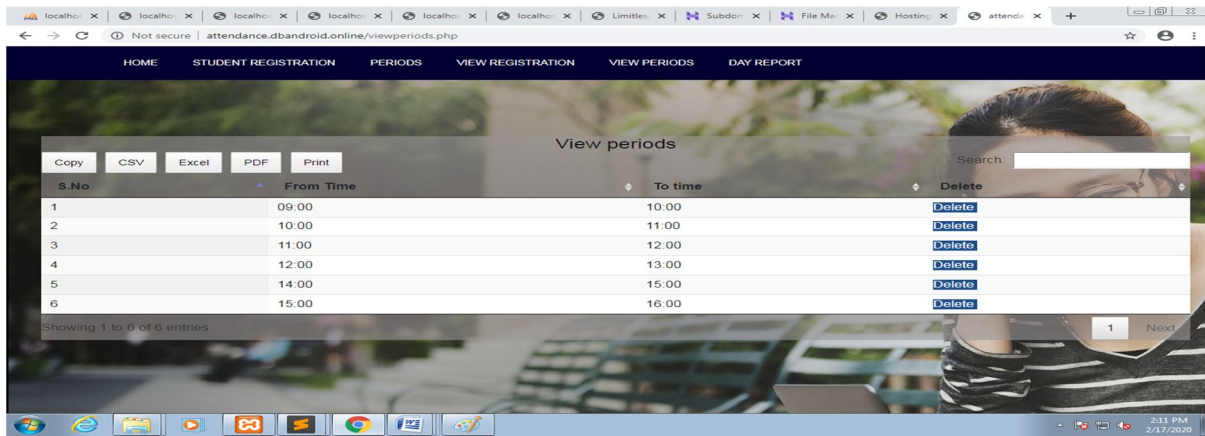 localhos localhos localhos localhos localhos localhos Limitles Subdom File Mar Hosting attenda
Not secure | attendance.dbandroid.online/viewperiods.php
HOME STUDENT REGISTRATION PERIODS VIEW REGISTRATION VIEW PERIODS DAY REPORT
View periods
Copy CSV Excel PDF Print Search:
S.No From Time To time Delete
1 09:00 10:00 Delete
2 10:00 11:00 Delete
3 11:00 12:00 Delete
4 12:00 13:00 Delete
5 14:00 15:00 Delete
6 15:00 16:00 Delete
Showing 1 to 6 of 6 entries 1 Next
2:11 PM
2/17/2020